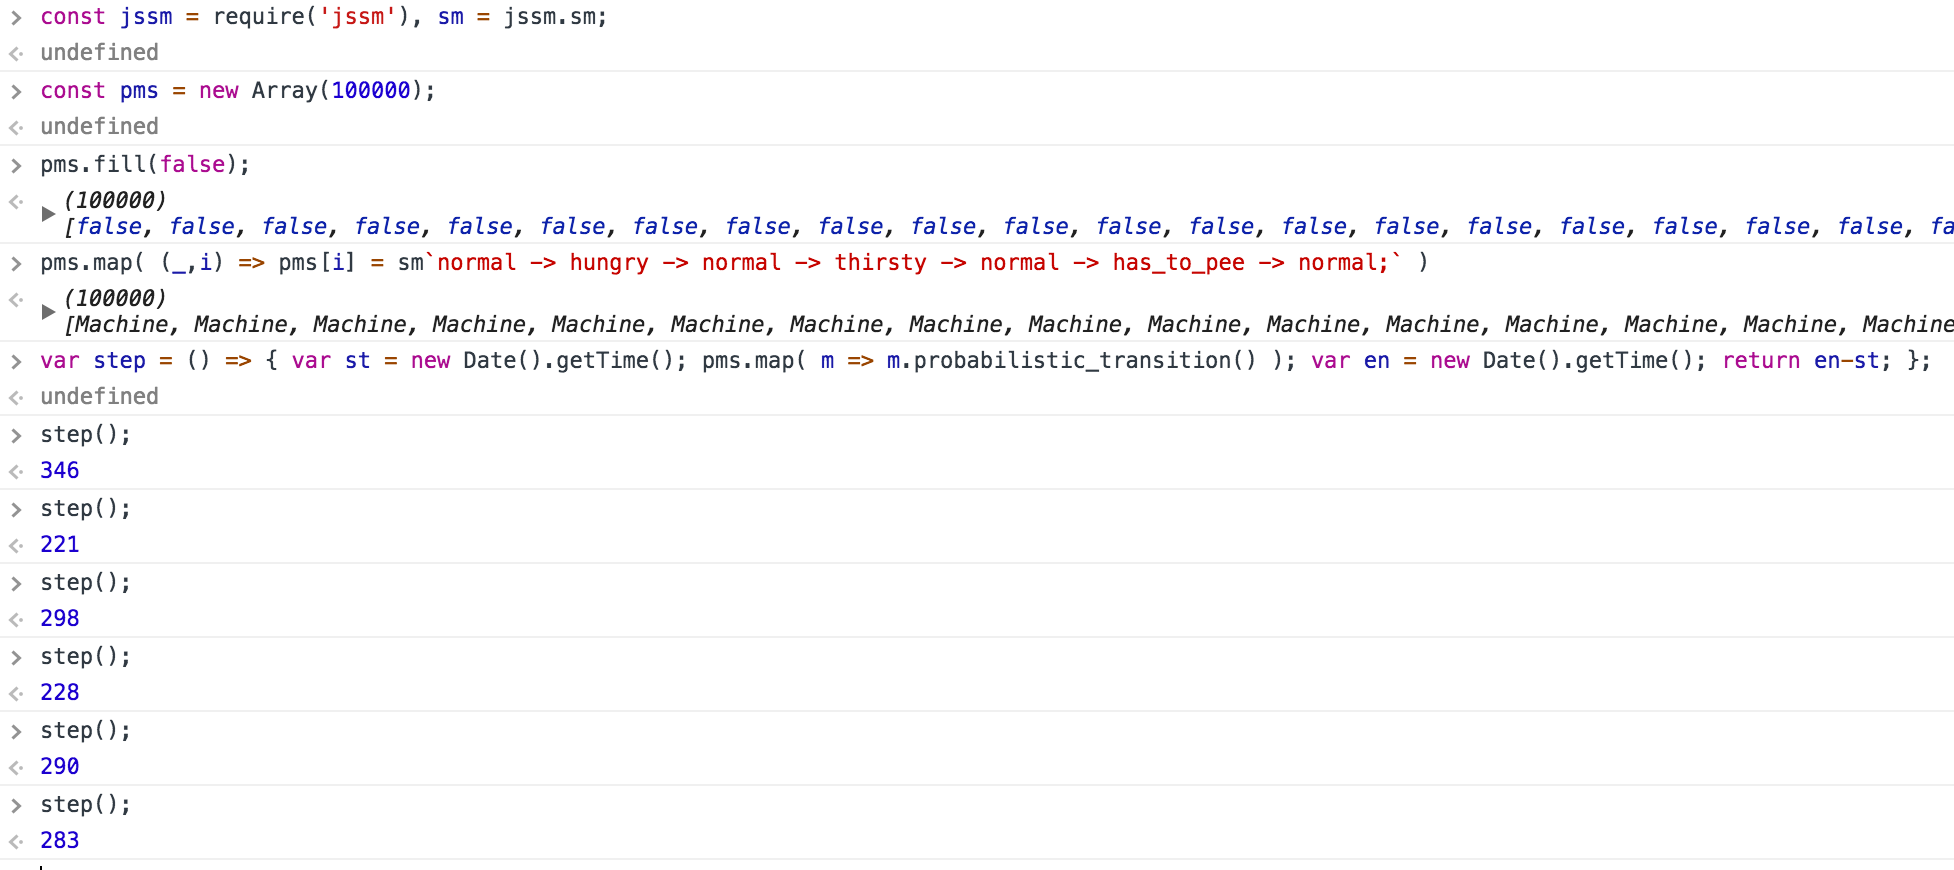 > const jssm = require('jssm'), sm = jssm.sm;
undefined
> const pms = new Array(100000);
undefined
> pms.fill(false);
(100000)
[false, false, false, false, false, false, false, false, false, false, false, false, false, false, false, false, false, false, false, false, fa
> pms.map( (_,i) => pms[i] = sm`normal -> hungry -> normal -> thirsty -> normal -> has_to_pee -> normal;` )
(100000)
[Machine, Machine, Machine, Machine, Machine, Machine, Machine, Machine, Machine, Machine, Machine, Machine, Machine, Machine, Machine, Machine
> var step = () => { var st = new Date().getTime(); pms.map( m => m.probabilistic_transition() ); var en = new Date().getTime(); return en-st; };
undefined
> step();
346
> step();
221
> step();
298
> step();
228
> step();
290
> step();
283